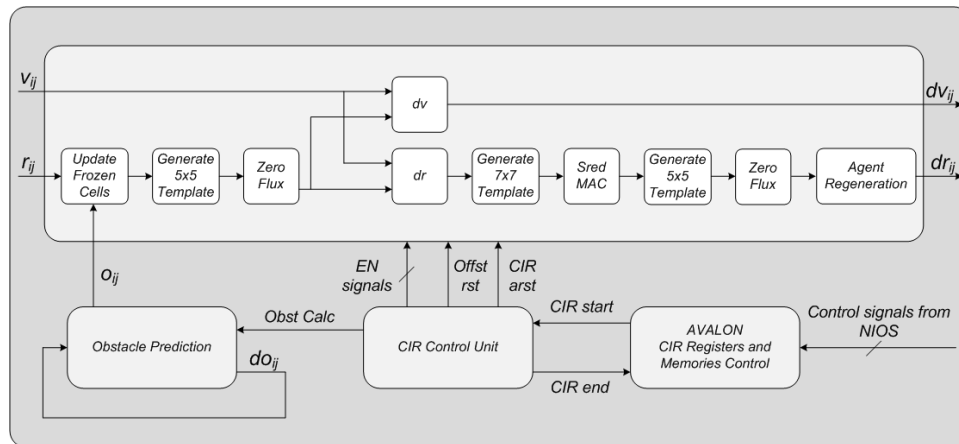 v_ij
dv
dv_ij
r_ij
Update
Frozen
Cells
Generate
5x5
Template
Zero
Flux
dr
Generate
7x7
Template
Sred
MAC
Generate
5x5
Template
Zero
Flux
Agent
Regeneration
dr_ij
o_ij
EN
signals
Offst
rst
CIR
arst
Obst Calc
CIR start
Control signals from
NIOS
Obstacle Prediction
do_ij
CIR Control Unit
AVALON
CIR Registers and
Memories Control
CIR end